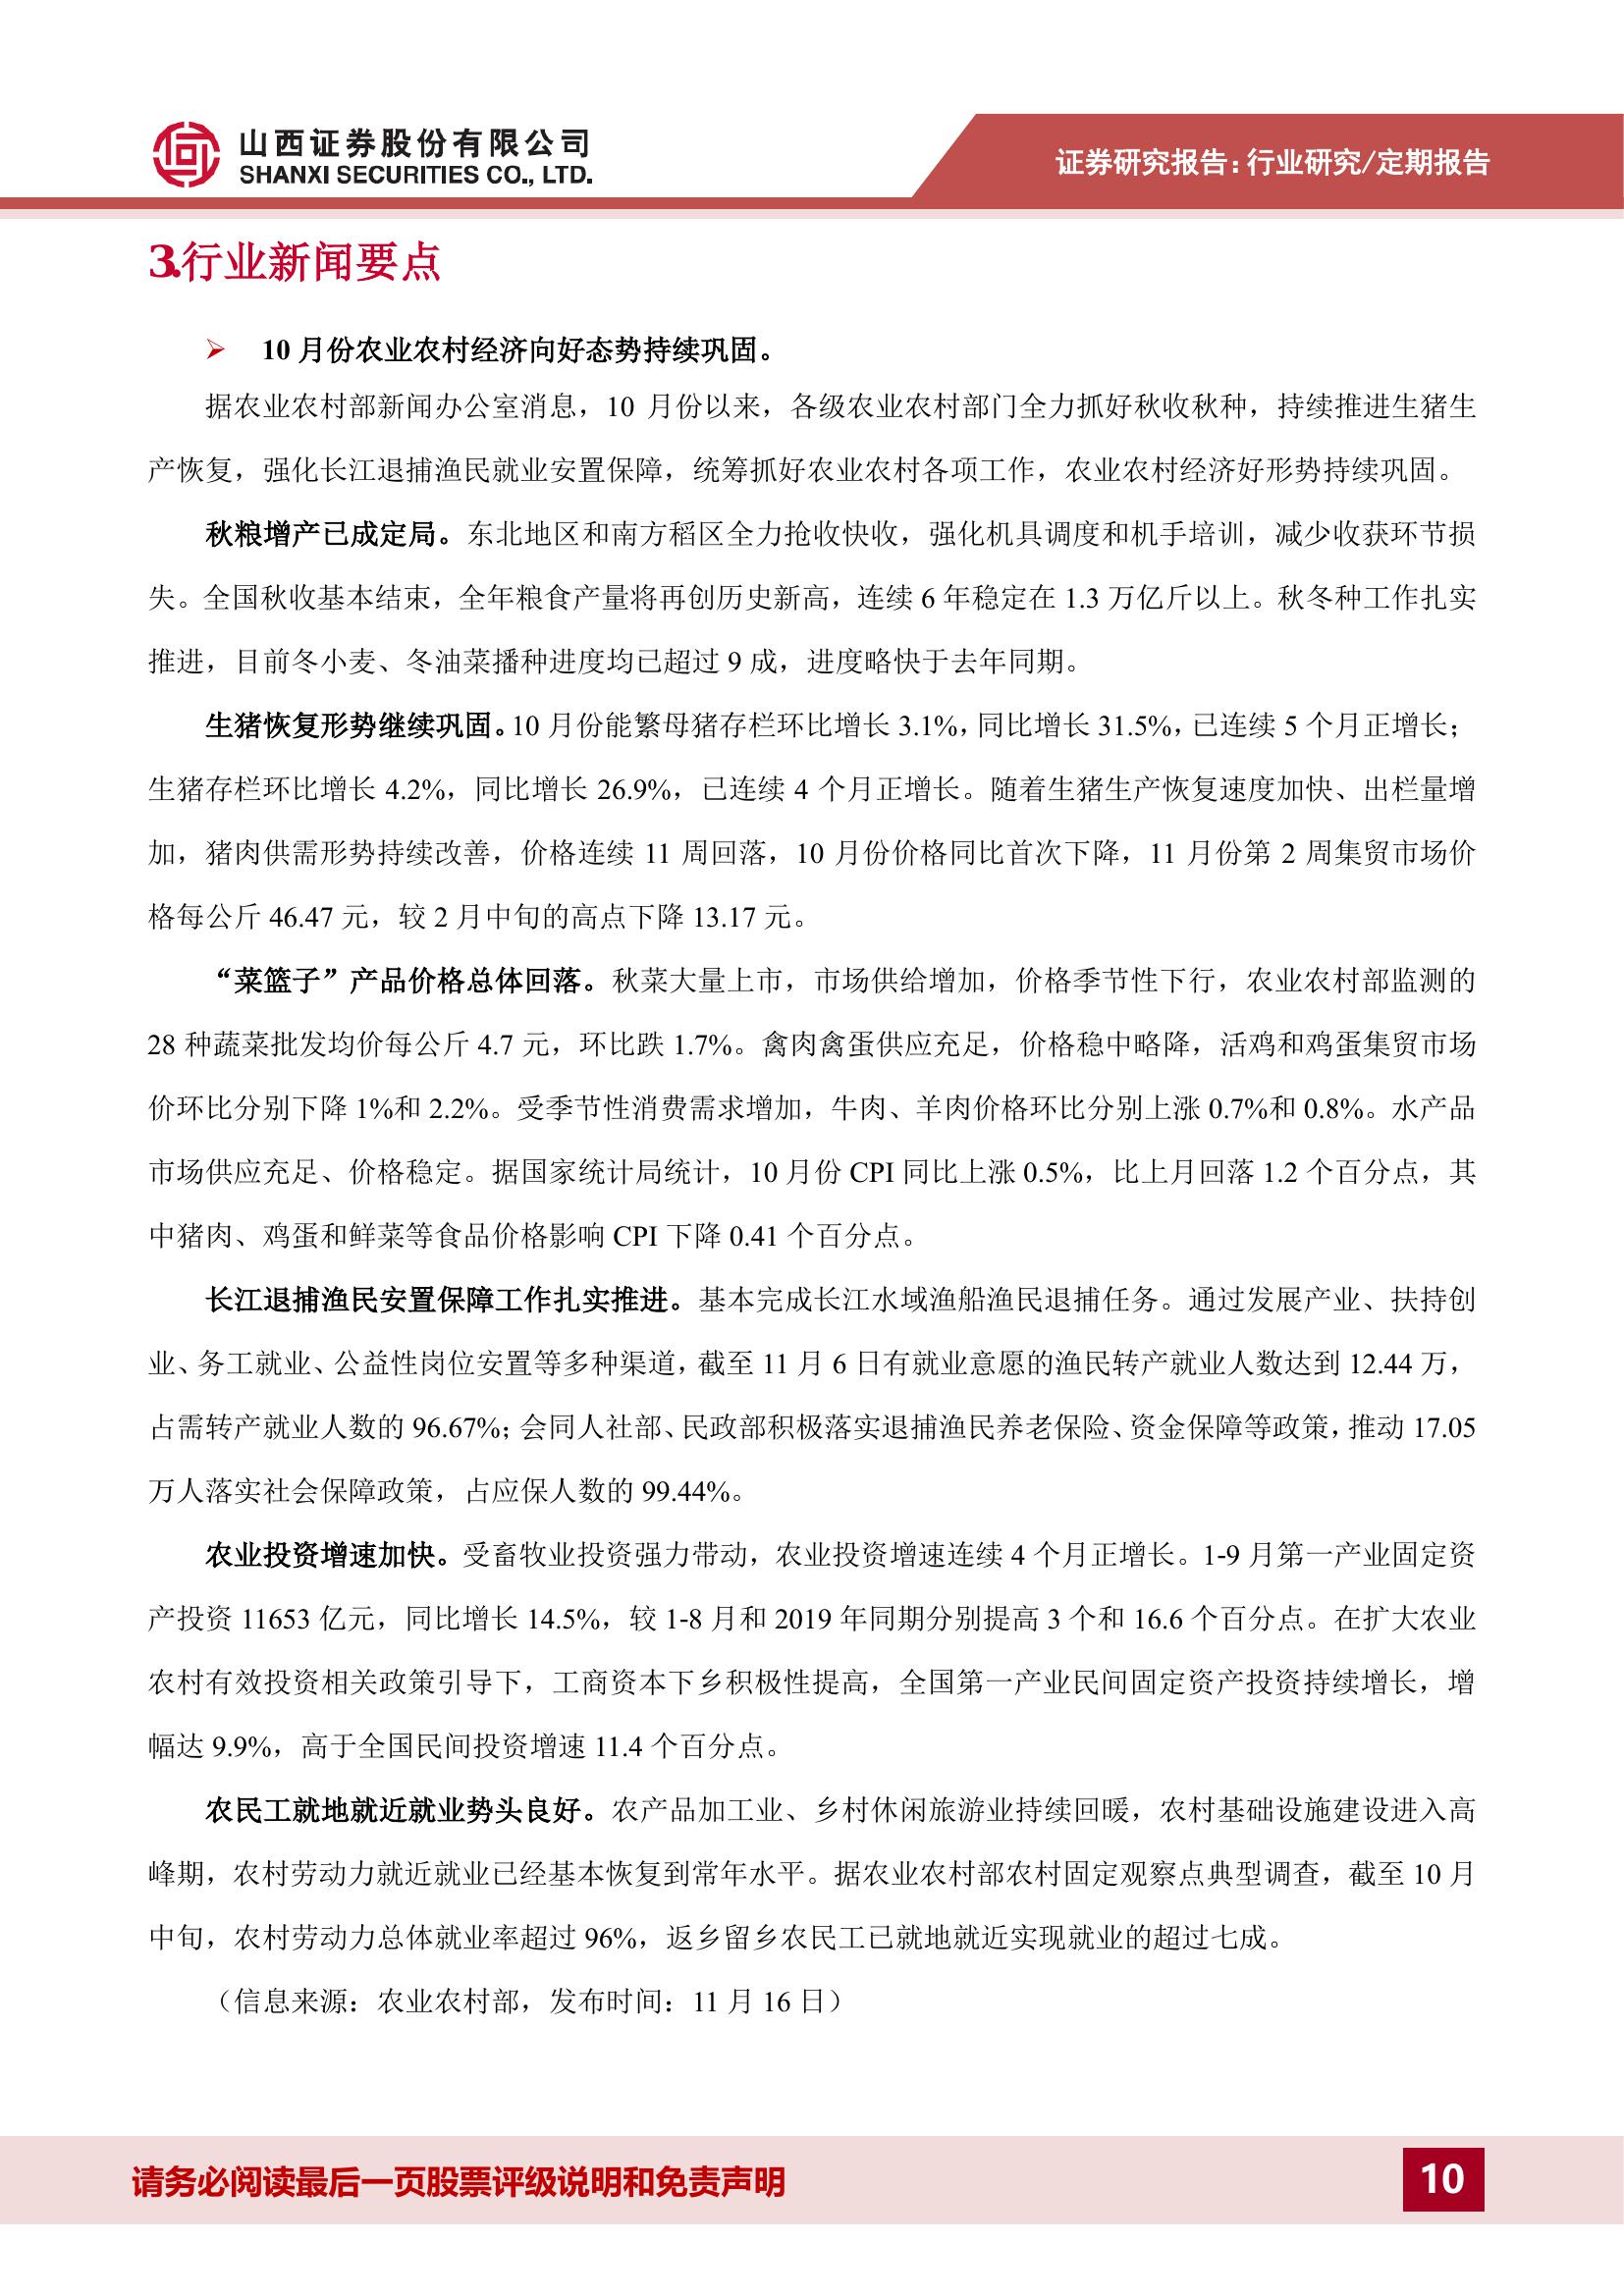 山西证券股份有限公司
SHANXI SECURITIES CO., LTD.
证券研究报告：行业研究/定期报告
3.行业新闻要点
➢ 10 月份农业农村经济向好态势持续巩固。
据农业农村部新闻办公室消息，10 月份以来，各级农业农村部门全力抓好秋收秋种，持续推进生猪生
产恢复，强化长江退捕渔民就业安置保障，统筹抓好农业农村各项工作，农业农村经济好形势持续巩固。
秋粮增产已成定局。东北地区和南方稻区全力抢收快收，强化机具调度和机手培训，减少收获环节损
失。全国秋收基本结束，全年粮食产量将再创历史新高，连续 6 年稳定在 1.3 万亿斤以上。秋冬种工作扎实
推进，目前冬小麦、冬油菜播种进度均已超过 9 成，进度略快于去年同期。
生猪恢复形势继续巩固。10 月份能繁母猪存栏环比增长 3.1%，同比增长 31.5%，已连续 5 个月正增长；
生猪存栏环比增长 4.2%，同比增长 26.9%，已连续 4 个月正增长。随着生猪生产恢复速度加快、出栏量增
加，猪肉供需形势持续改善，价格连续 11 周回落，10 月份价格同比首次下降，11 月份第 2 周集贸市场价
格每公斤 46.47 元，较 2 月中旬的高点下降 13.17 元。
“菜篮子”产品价格总体回落。秋菜大量上市，市场供给增加，价格季节性下行，农业农村部监测的
28 种蔬菜批发均价每公斤 4.7 元，环比跌 1.7%。禽肉禽蛋供应充足，价格稳中略降，活鸡和鸡蛋集贸市场
价环比分别下降 1%和 2.2%。受季节性消费需求增加，牛肉、羊肉价格环比分别上涨 0.7%和 0.8%。水产品
市场供应充足、价格稳定。据国家统计局统计，10 月份 CPI 同比上涨 0.5%，比上月回落 1.2 个百分点，其
中猪肉、鸡蛋和鲜菜等食品价格影响 CPI 下降 0.41 个百分点。
长江退捕渔民安置保障工作扎实推进。基本完成长江水域渔船渔民退捕任务。通过发展产业、扶持创
业、务工就业、公益性岗位安置等多种渠道，截至 11 月 6 日有就业意愿的渔民转产就业人数达到 12.44 万，
占需转产就业人数的 96.67%；会同人社部、民政部积极落实退捕渔民养老保险、资金保障等政策，推动 17.05
万人落实社会保障政策，占应保人数的 99.44%。
农业投资增速加快。受畜牧业投资强力带动，农业投资增速连续 4 个月正增长。1-9 月第一产业固定资
产投资 11653 亿元，同比增长 14.5%，较 1-8 月和 2019 年同期分别提高 3 个和 16.6 个百分点。在扩大农业
农村有效投资相关政策引导下，工商资本下乡积极性提高，全国第一产业民间固定资产投资持续增长，增
幅达 9.9%，高于全国民间投资增速 11.4 个百分点。
农民工就地就近就业势头良好。农产品加工业、乡村休闲旅游业持续回暖，农村基础设施建设进入高
峰期，农村劳动力就近就业已经基本恢复到常年水平。据农业农村部农村固定观察点典型调查，截至 10 月
中旬，农村劳动力总体就业率超过 96%，返乡留乡农民工已就地就近实现就业的超过七成。
（信息来源：农业农村部，发布时间：11 月 16 日）
请务必阅读最后一页股票评级说明和免责声明
10